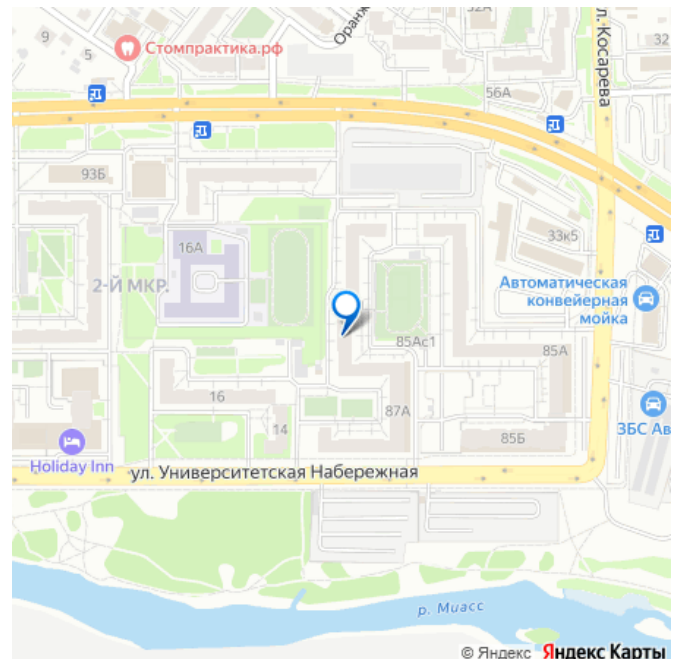 9
5
Стомпрактика.рф
Оранж
32А
32
56А
ул. Косарева
93Б
16А
2-Й МКР.
33к5
Автоматическая
конвейерная
мойка
85Ас1
85А
16
14
87А
85Б
Holiday Inn
ЗБС Ав
ул. Университетская Набережная
р. Миасс
© Яндекс Яндекс Карты